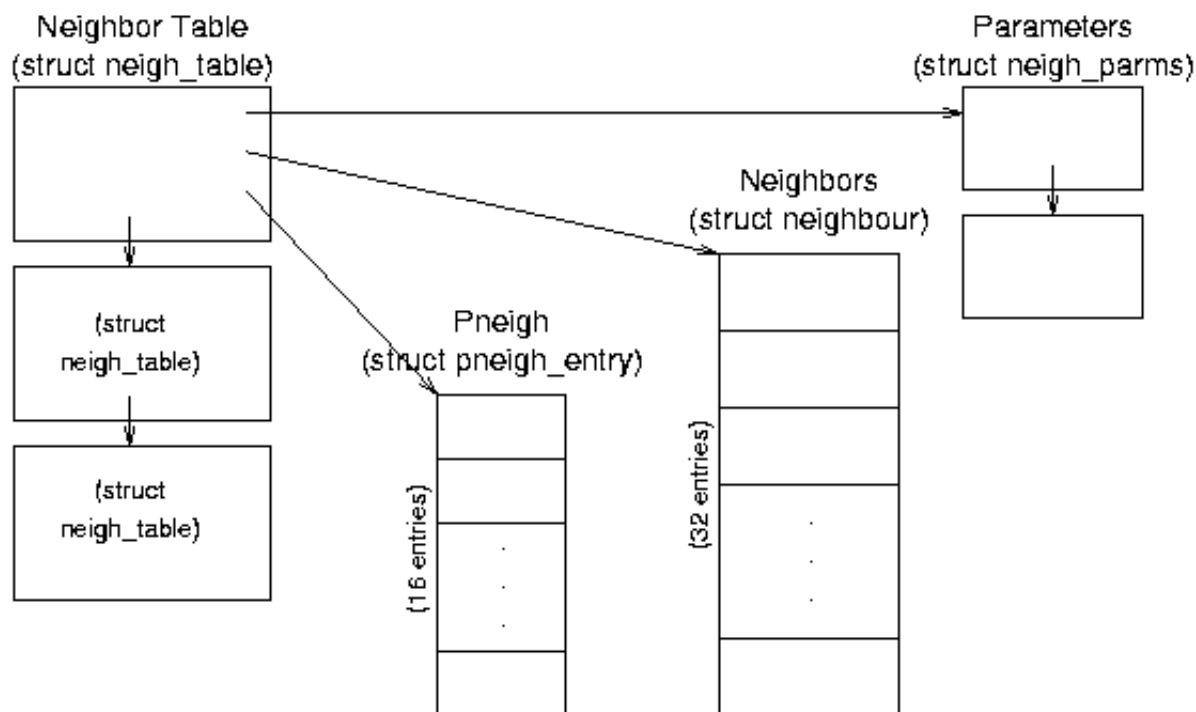 Neighbor Table
(struct neigh_table)
Parameters
(struct neigh_parms)
Neighbors
(struct neighbour)
(struct
neigh_table)
Pneigh
(struct pneigh_entry)
(struct
neigh_table)
(16 entries)
(32 entries)